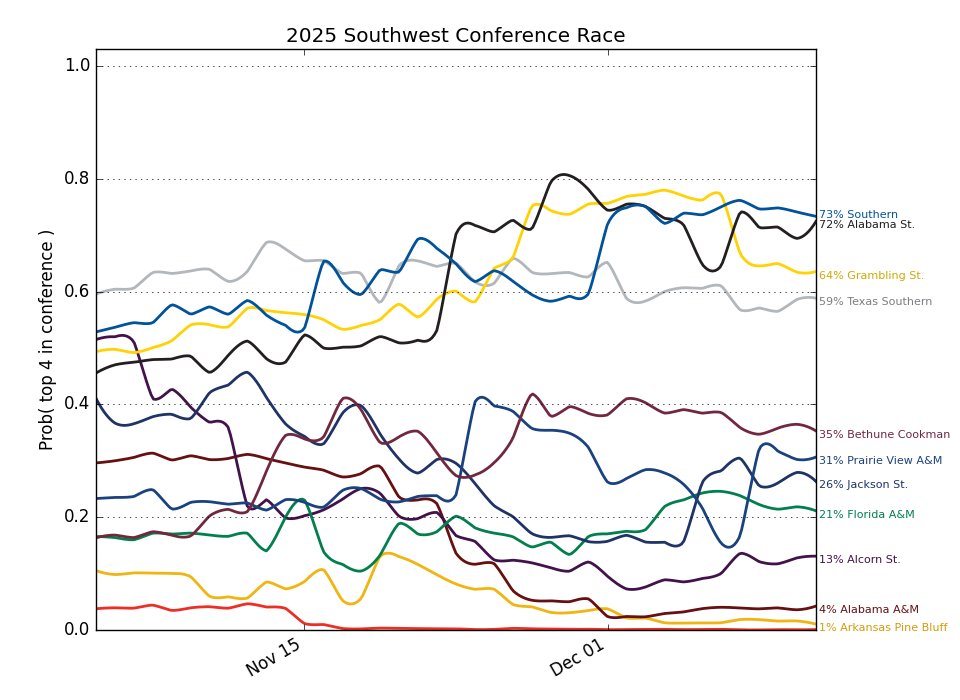 2025 Southwest Conference Race
Prob( top 4 in conference )
1.0
0.8
0.6
0.4
0.2
0.0
Nov 15
Dec 01
73% Southern
72% Alabama St.
64% Grambling St.
59% Texas Southern
35% Bethune Cookman
31% Prairie View A&M
26% Jackson St.
21% Florida A&M
13% Alcorn St.
4% Alabama A&M
1% Arkansas Pine Bluff